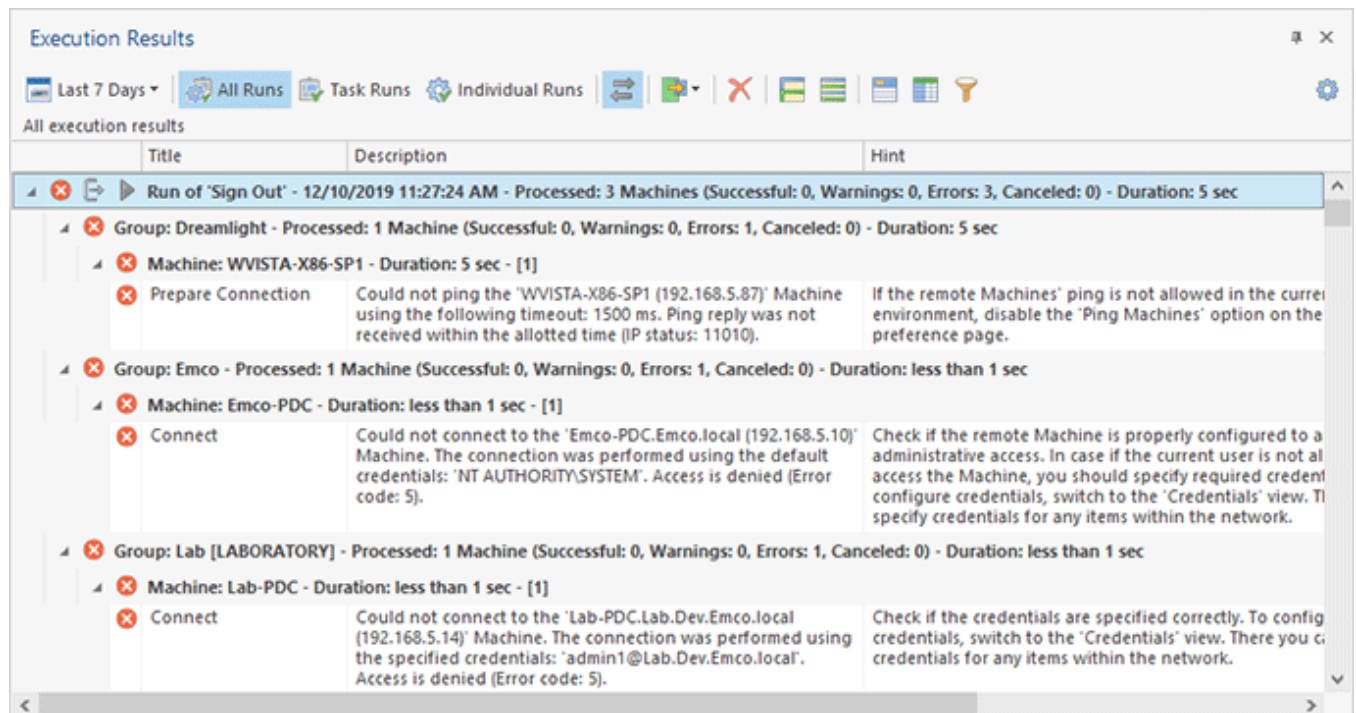 Execution Results
Last 7 Days All Runs Task Runs Individual Runs
All execution results
Title Description Hint
Run of 'Sign Out' - 12/10/2019 11:27:24 AM - Processed: 3 Machines (Successful: 0, Warnings: 0, Errors: 3, Canceled: 0) - Duration: 5 sec
Group: Dreamlight - Processed: 1 Machine (Successful: 0, Warnings: 0, Errors: 1, Canceled: 0) - Duration: 5 sec
Machine: WVISTA-X86-SP1 - Duration: 5 sec - [1]
Prepare Connection
Could not ping the 'WVISTA-X86-SP1 (192.168.5.87)' Machine
using the following timeout: 1500 ms. Ping reply was not
received within the allotted time (IP status: 11010).
If the remote Machines' ping is not allowed in the
environment, disable the 'Ping Machines' option on the
preference page.
Group: Emco - Processed: 1 Machine (Successful: 0, Warnings: 0, Errors: 1, Canceled: 0) - Duration: less than 1 sec
Machine: Emco-PDC - Duration: less than 1 sec - [1]
Connect
Could not connect to the 'Emco-PDC.Emco.local (192.168.5.10)'
Machine. The connection was performed using the default
credentials: 'NT AUTHORITY\SYSTEM'. Access is denied (Error
code: 5).
Check if the remote Machine is properly configured to
administrative access. In case if the current user is not
access the Machine, you should specify required
configure credentials, switch to the 'Credentials' view.
specify credentials for any items within the network.
Group: Lab [LABORATORY] - Processed: 1 Machine (Successful: 0, Warnings: 0, Errors: 1, Canceled: 0) - Duration: less than 1 sec
Machine: Lab-PDC - Duration: less than 1 sec - [1]
Connect
Could not connect to the 'Lab-PDC.Lab.Dev.Emco.local
(192.168.5.14)' Machine. The connection was performed using
the specified credentials: 'admin1@Lab.Dev.Emco.local'.
Access is denied (Error code: 5).
Check if the credentials are specified correctly. To
credentials, switch to the 'Credentials' view. There you
credentials for any items within the network.